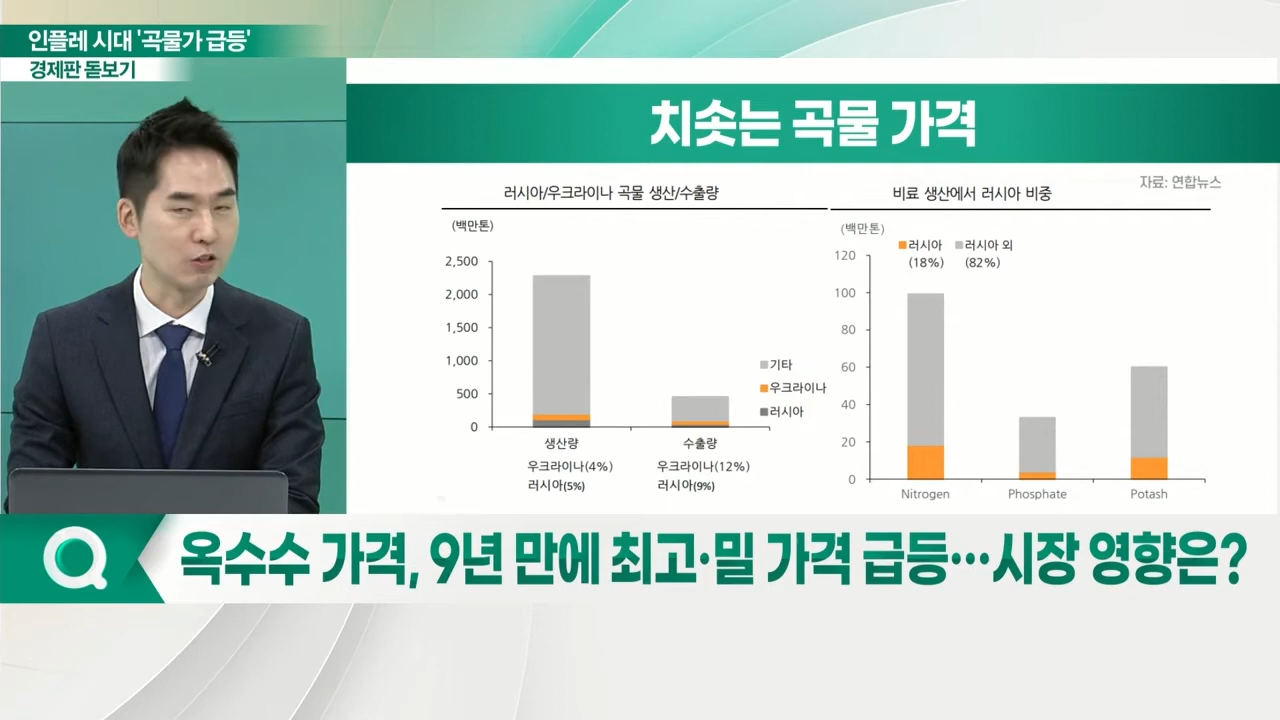 인플레 시대 '곡물가 급등'
경제판 돋보기
치솟는 곡물 가격
자료: 연합뉴스
러시아/우크라이나 곡물 생산/수출량
(백만톤)
2,500
2,000
1,500
1,000
500
0
기타
우크라이나
러시아
생산량
수출량
우크라이나(4%)
우크라이나(12%)
러시아(5%)
러시아(9%)
비료 생산에서 러시아 비중
(백만톤)
러시아
러시아 외
(18%)
(82%)
120
100
80
60
40
20
0
Nitrogen
Phosphate
Potash
옥수수 가격, 9년 만에 최고·밀 가격 급등…시장 영향은?